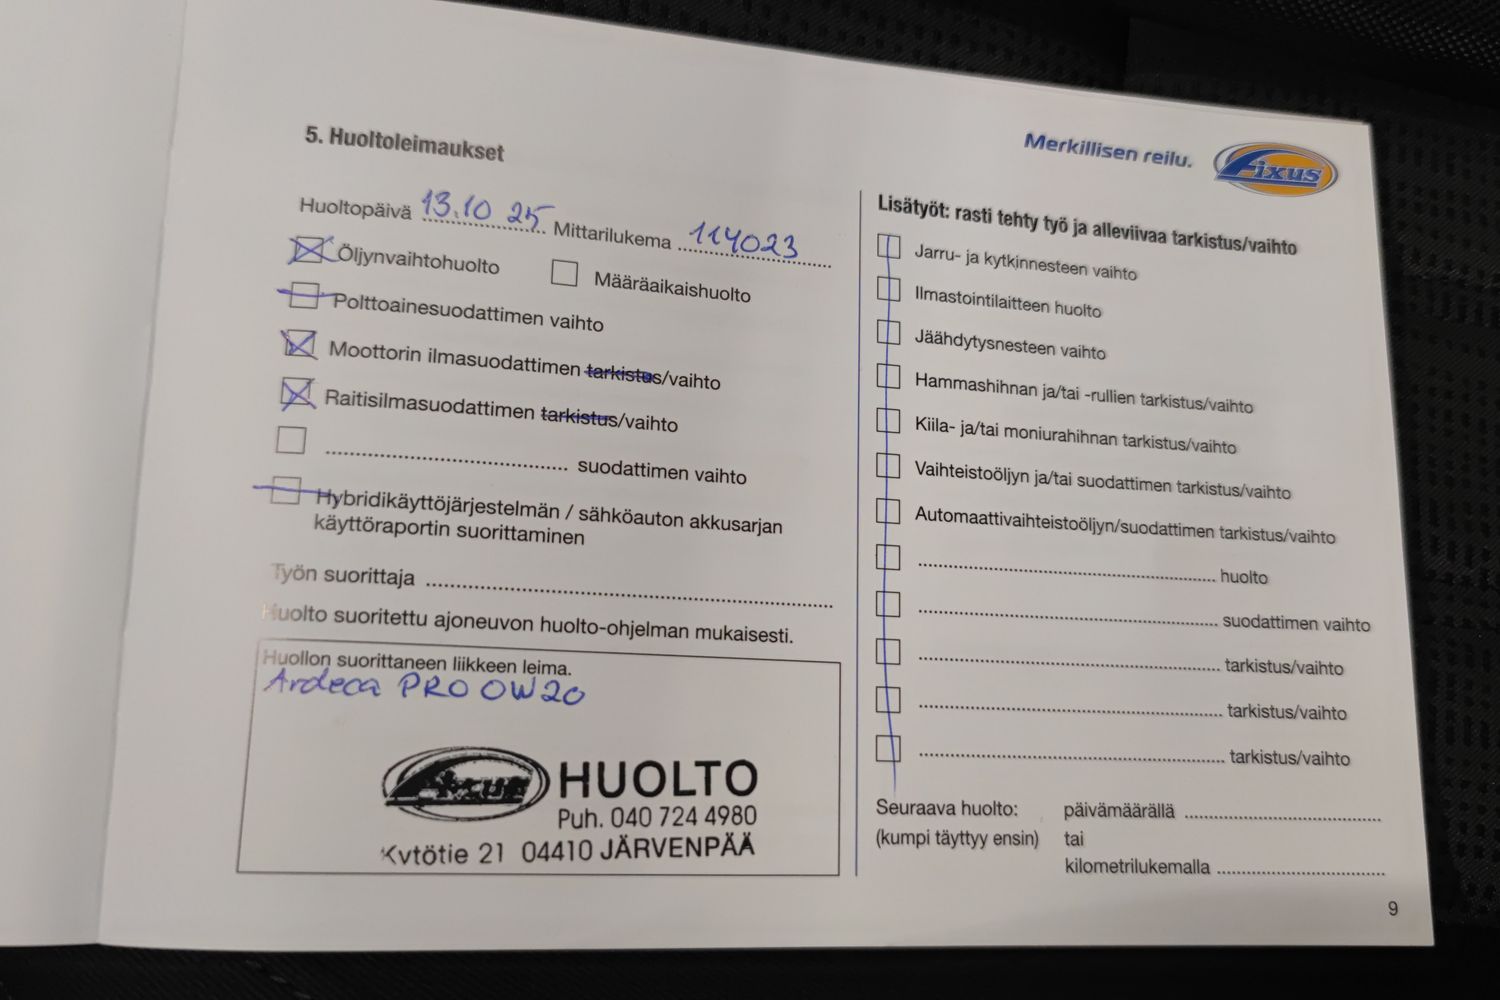 5. Huoltoleimaukset
Merkillisen reilu.
Fixus
Huoltopäivä 13.10 25 Mittarilukema 114023
Öljynvaihtohuolto
Määräaikaishuolto
Polttoainesuodattimen vaihto
Moottorin ilmasuodattimen tarkistus/vaihto
Raitisilmasuodattimen tarkistus/vaihto
suodattimen vaihto
Hybridikäyttöjärjestelmän / sähköauton akkusarjan
käyttöraportin suorittaminen
Työn suorittaja
Huolto suoritettu ajoneuvon huolto-ohjelman mukaisesti.
Huollon suorittaneen liikkeen leima.
Ardeca PRO 0W20
Fixus HUOLTO
Puh. 040 724 4980
Kytötie 21 04410 JÄRVENPÄÄ
Lisätyöt: rasti tehty työ ja alleviivaa tarkistus/vaihto
Jarru- ja kytkinnesteen vaihto
Ilmastointilaitteen huolto
Jäähdytysnesteen vaihto
Hammashihnan ja/tai -rullien tarkistus/vaihto
Kiila- ja/tai moniurahihnan tarkistus/vaihto
Vaihteistoöljyn ja/tai suodattimen tarkistus/vaihto
Automaattivaihteistoöljyn/suodattimen tarkistus/vaihto
huolto
suodattimen vaihto
tarkistus/vaihto
tarkistus/vaihto
tarkistus/vaihto
Seuraava huolto: päivämäärällä
(kumpi täyttyy ensin) tai
kilometrilukemalla
9